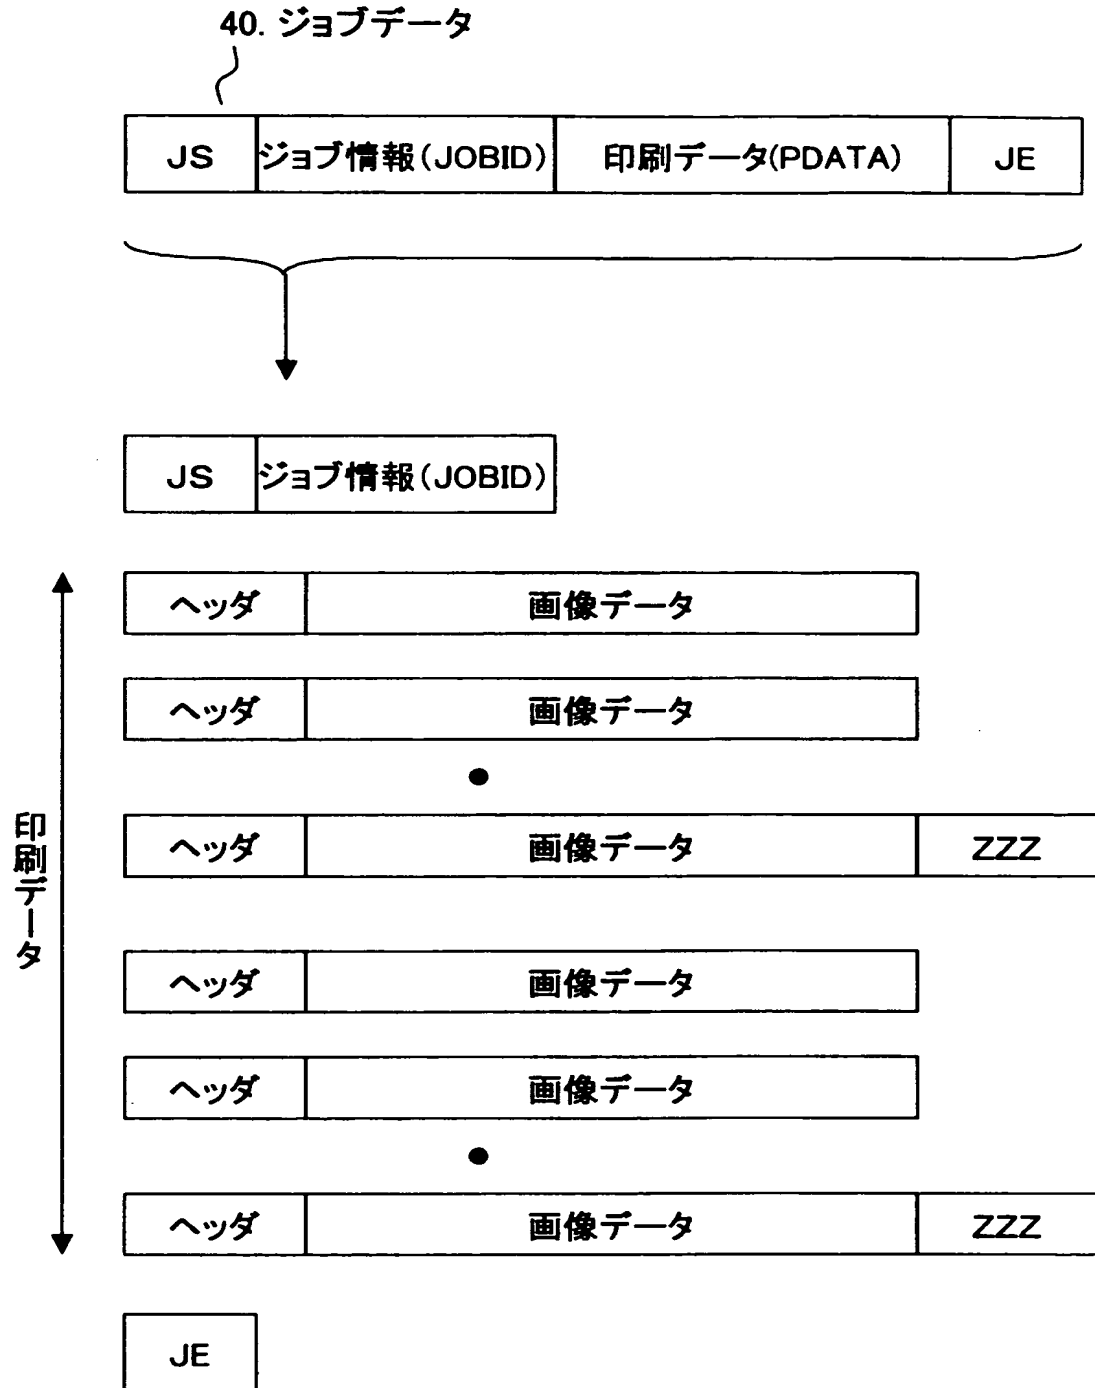 40. ジョブデータ
JS ジョブ情報(JOBID) 印刷データ(PDATA) JE
JS ジョブ情報(JOBID)
ヘッダ 画像データ
ヘッダ 画像データ
印刷データ
ヘッダ 画像データ ZZZ
ヘッダ 画像データ
ヘッダ 画像データ
ヘッダ 画像データ ZZZ
JE